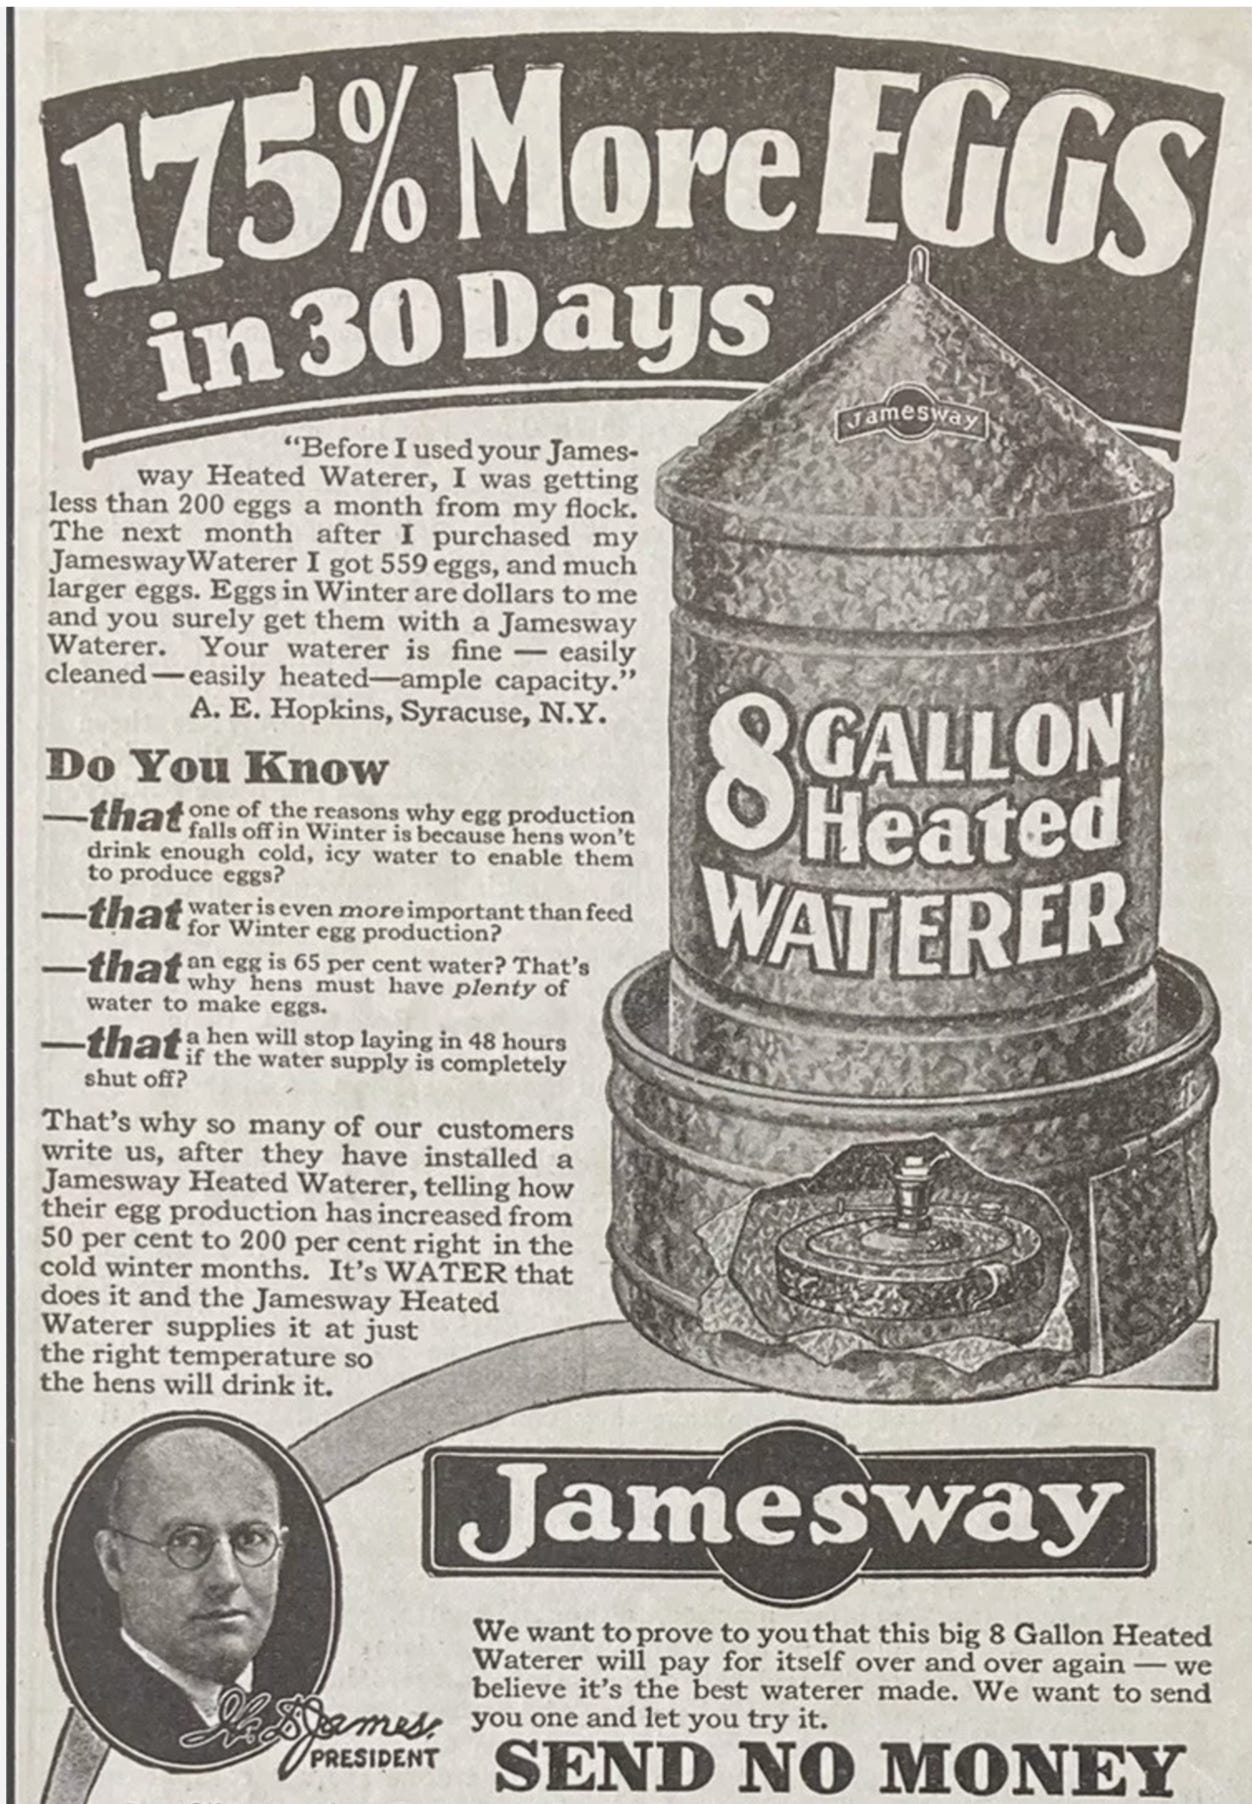 175% More EGGS
in 30 Days
Jamesway
"Before I used your James-
way Heated Waterer, I was getting
less than 200 eggs a month from my flock.
The next month after I purchased my
Jamesway Waterer I got 559 eggs, and much
larger eggs. Eggs in Winter are dollars to me
and you surely get them with a Jamesway
Waterer. Your waterer is fine — easily
cleaned — easily heated — ample capacity."
A. E. Hopkins, Syracuse, N.Y.
8 GALLON
Heated
WATERER
Do You Know
—that one of the reasons why egg production
falls off in Winter is because hens won't
drink enough cold, icy water to enable them
to produce eggs?
—that water is even more important than feed
for Winter egg production?
—that an egg is 65 per cent water? That's
why hens must have plenty of
water to make eggs.
—that a hen will stop laying in 48 hours
if the water supply is completely
shut off?
That's why so many of our customers
write us, after they have installed a
Jamesway Heated Waterer, telling how
their egg production has increased from
50 per cent to 200 per cent right in the
cold winter months. It's WATER that
does it and the Jamesway Heated
Waterer supplies it at just
the right temperature so
the hens will drink it.
Jamesway
James.
PRESIDENT
We want to prove to you that this big 8 Gallon Heated
Waterer will pay for itself over and over again — we
believe it's the best waterer made. We want to send
you one and let you try it.
SEND NO MONEY